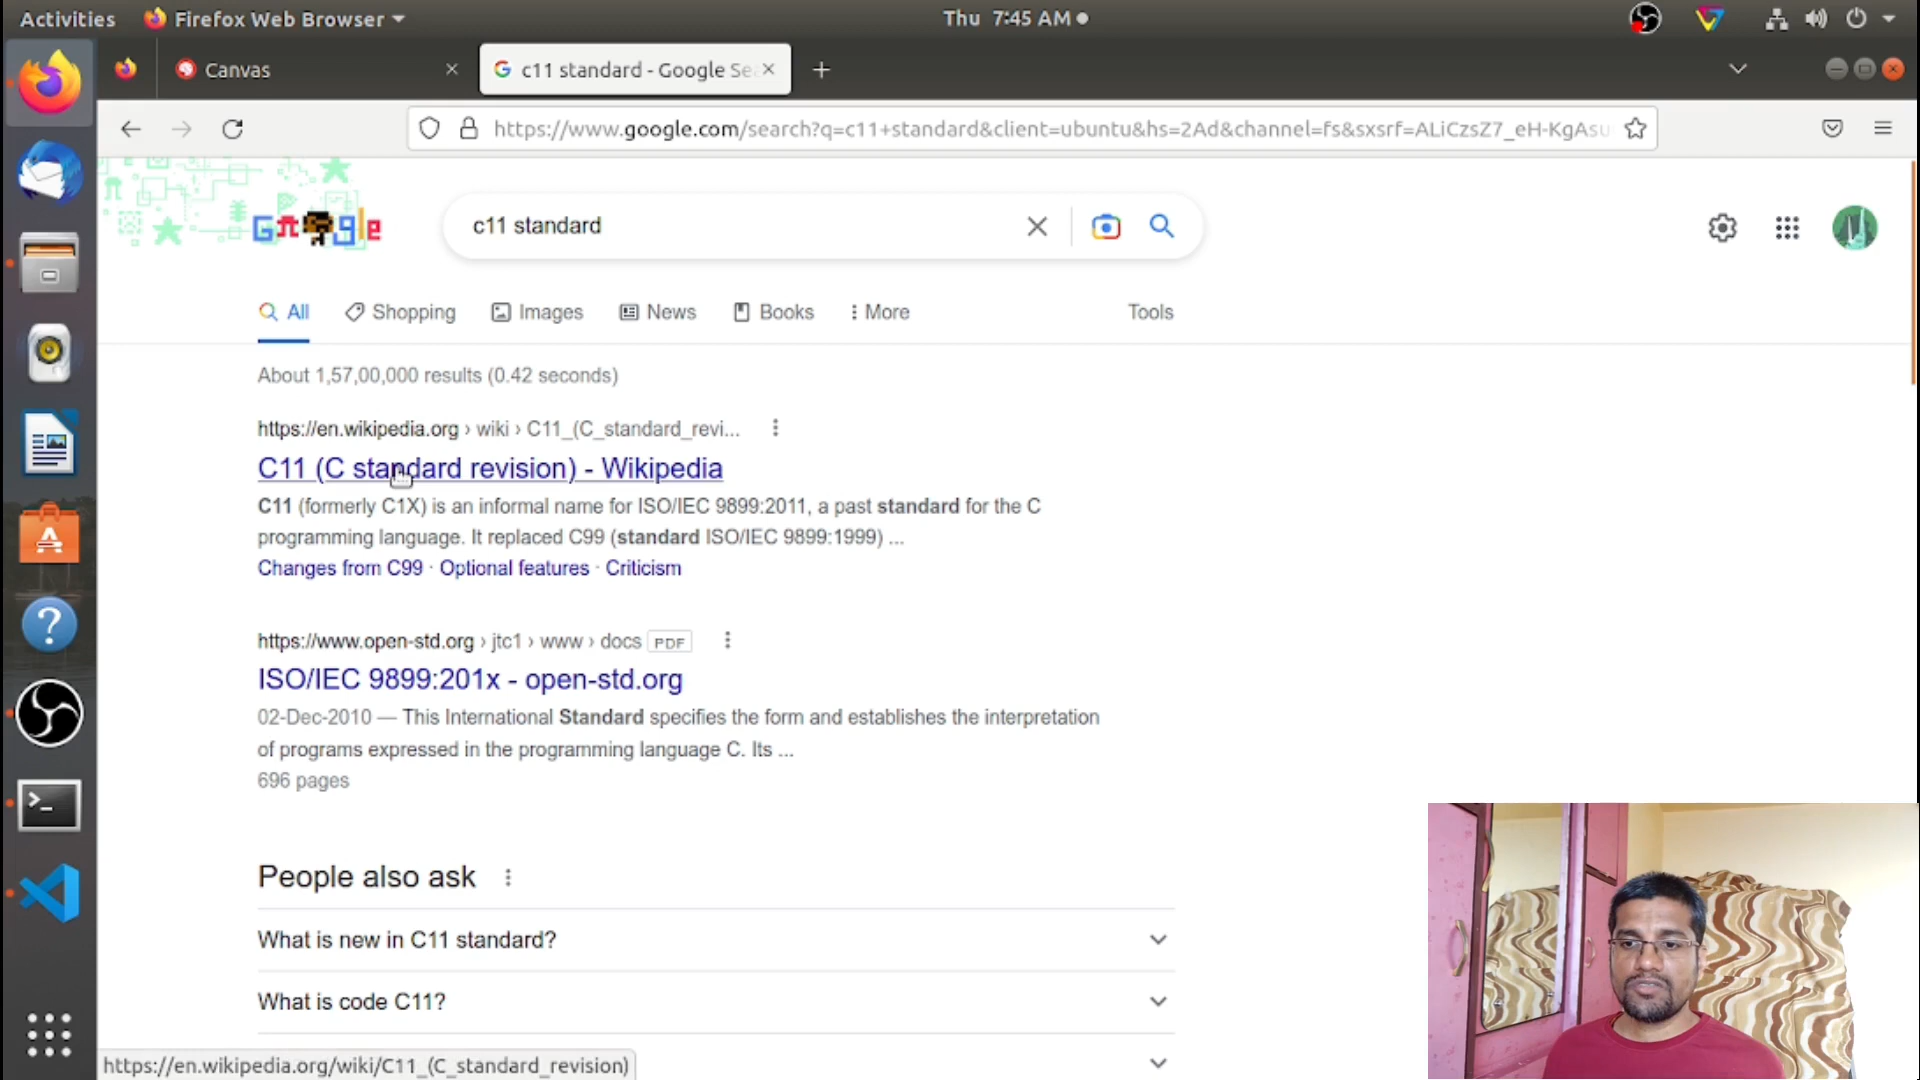 Activities Firefox Web Browser Thu 7:45 AM
Canvas c11 standard - Google Se
https://www.google.com/search?q=c11+standard&client=ubuntu&hs=2Ad&channel=fs&sxsrf=ALiCzsZ7_eH-KgAsu
Google c11 standard
All Shopping Images News Books More Tools
About 1,57,00,000 results (0.42 seconds)
https://en.wikipedia.org › wiki › C11_(C_standard_revi...
C11 (C standard revision) - Wikipedia
C11 (formerly C1X) is an informal name for ISO/IEC 9899:2011, a past standard for the C
programming language. It replaced C99 (standard ISO/IEC 9899:1999) ...
Changes from C99 · Optional features · Criticism
https://www.open-std.org › jtc1 › www › docs PDF
ISO/IEC 9899:201x - open-std.org
02-Dec-2010 — This International Standard specifies the form and establishes the interpretation
of programs expressed in the programming language C. Its ...
696 pages
People also ask
What is new in C11 standard?
What is code C11?
https://en.wikipedia.org/wiki/C11_(C_standard_revision)